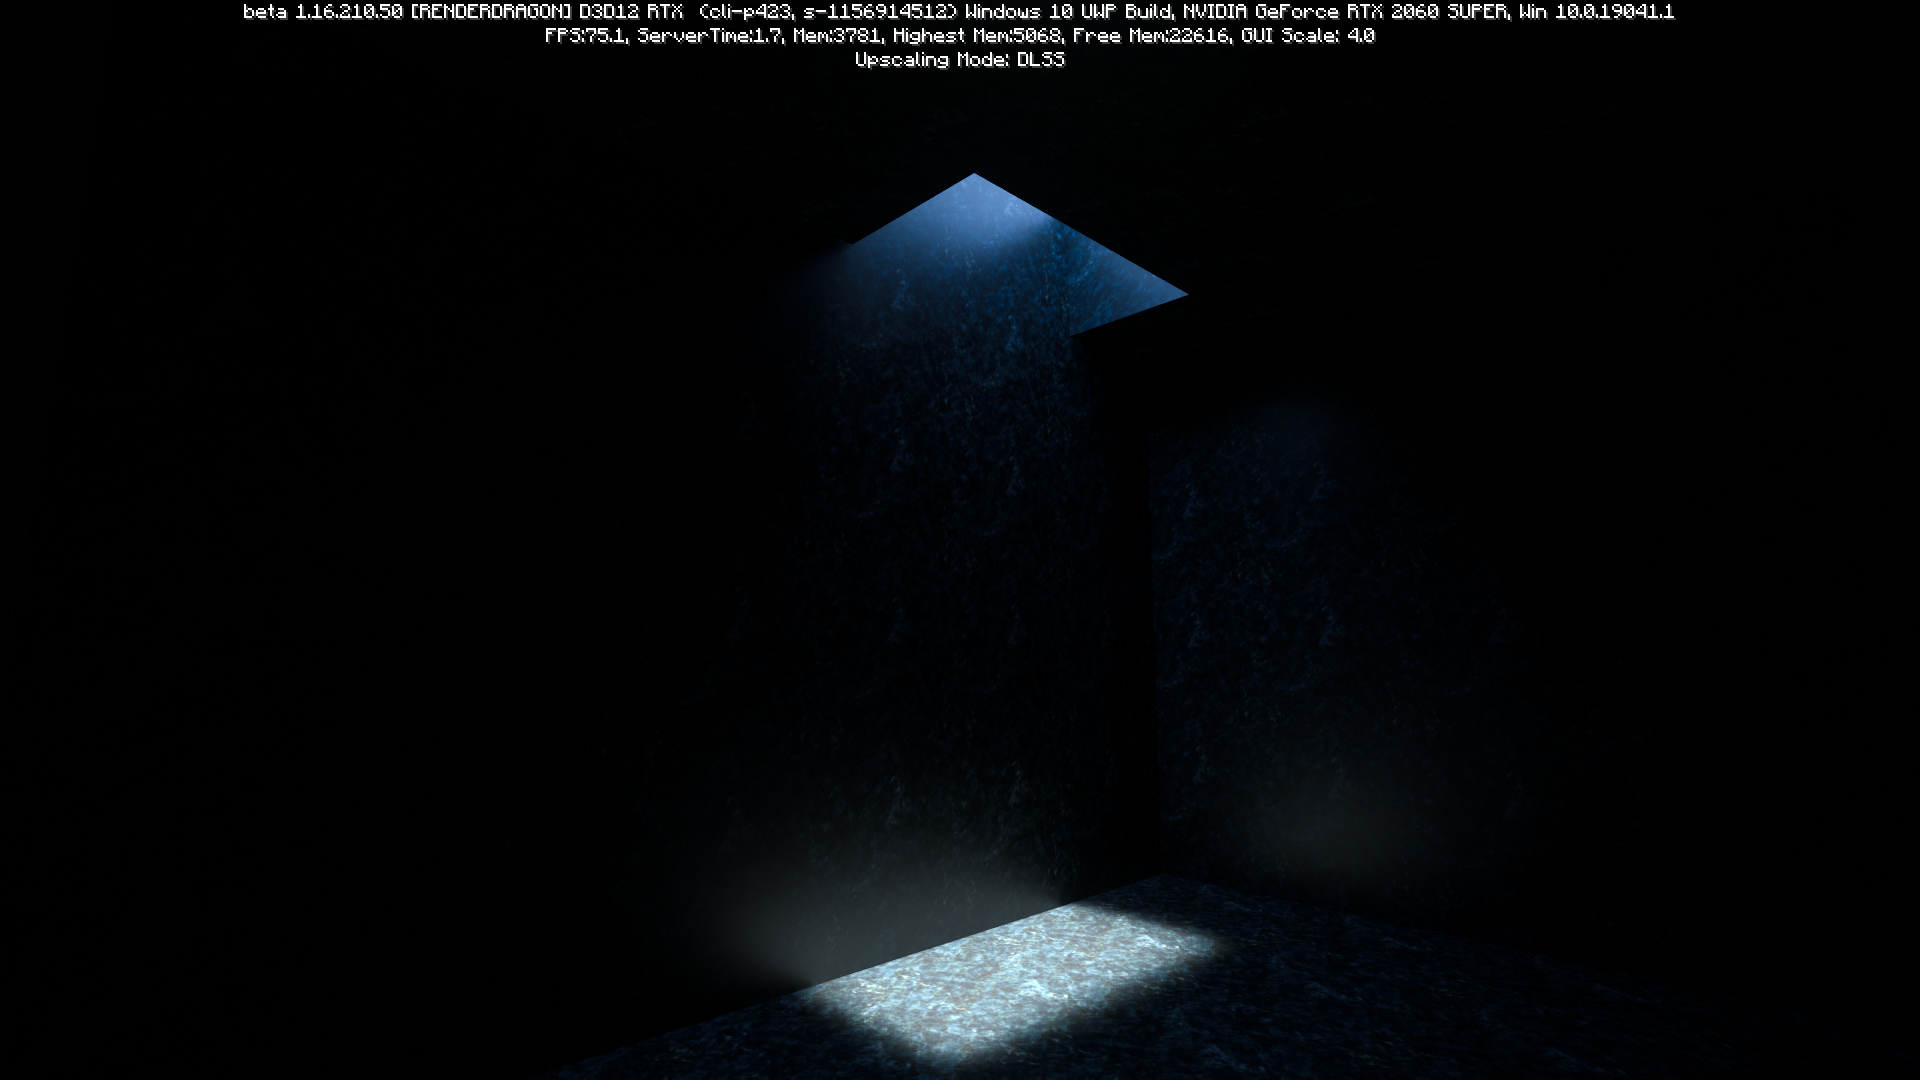 beta 1.16.210.50 [RENDERDRAGON] D3D12 RTX  (cli-p423, s-1156914512) Windows 10 UWP Build, NVIDIA GeForce RTX 2060 SUPER, Win 10.0.19041.1
FPS:75.1, ServerTime:1.7, Mem:3781, Highest Mem:5068, Free Mem:22616, GUI Scale: 4.0
Upscaling Mode: DLSS